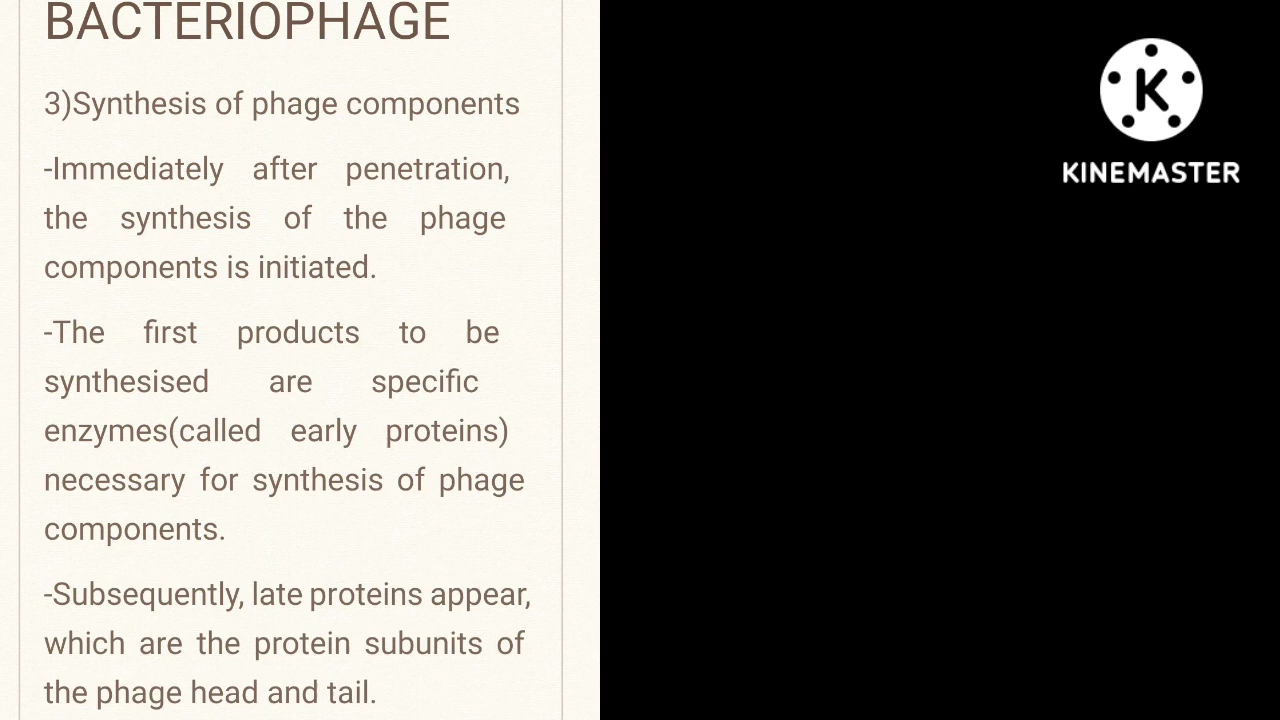 BACTERIOPHAGE
3)Synthesis of phage components
-Immediately after penetration,
the synthesis of the phage
components is initiated.
-The first products to be
synthesised are specific
enzymes(called early proteins)
necessary for synthesis of phage
components.
-Subsequently, late proteins appear,
which are the protein subunits of
the phage head and tail.
K
KINEMASTER